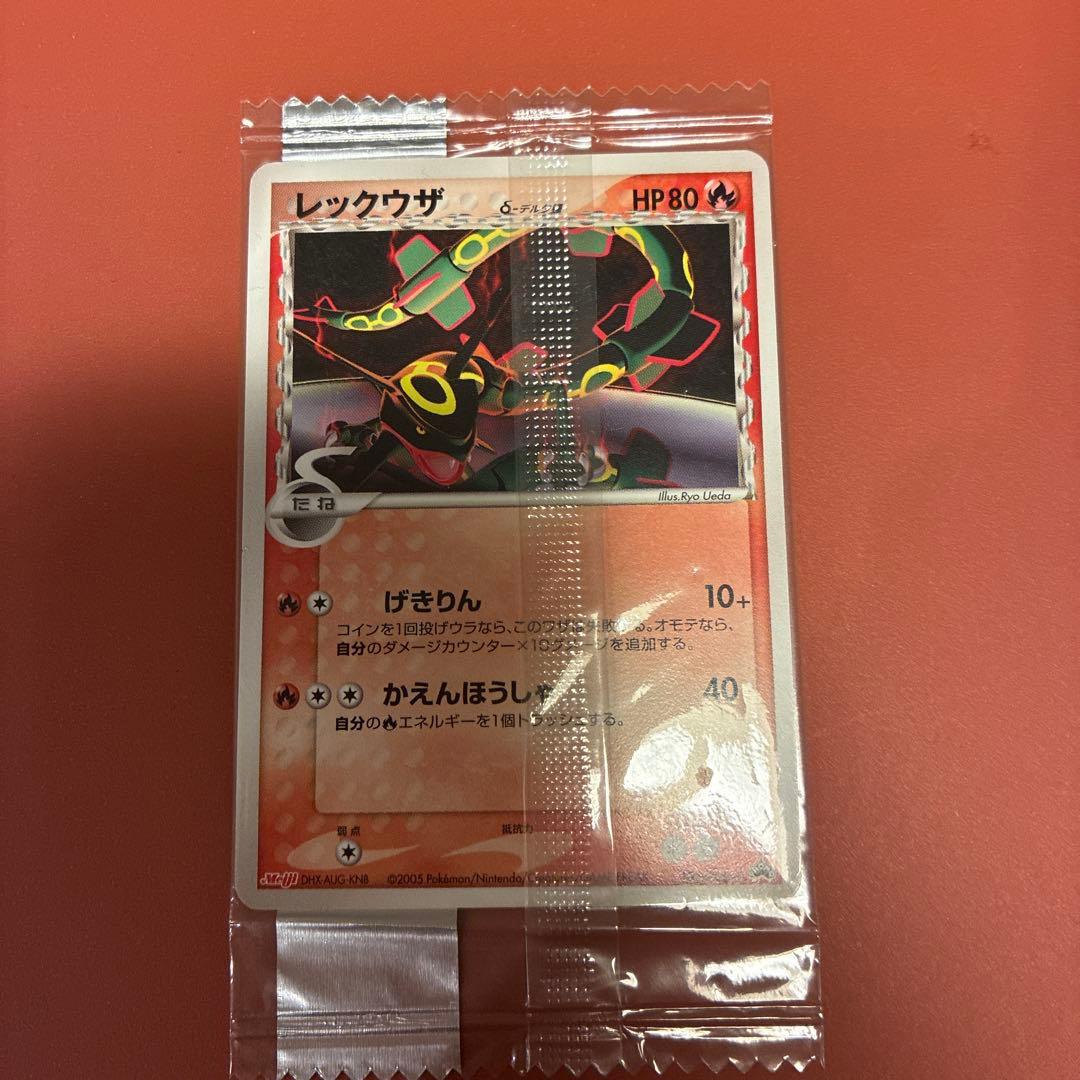 レックウザ δ-デルタ種 HP80
たね
Illus.Ryo Ueda
げきりん 10+
コインを1回投げウラなら、このワザは失敗する。オモテなら、
自分のダメージカウンター×10ダメージを追加する。
かえんほうしゃ 40
自分のエネルギーを1個トラッシュする。
弱点 抵抗力
Meiji DHX-AUG-KNB ©2005 Pokémon/Nintendo/